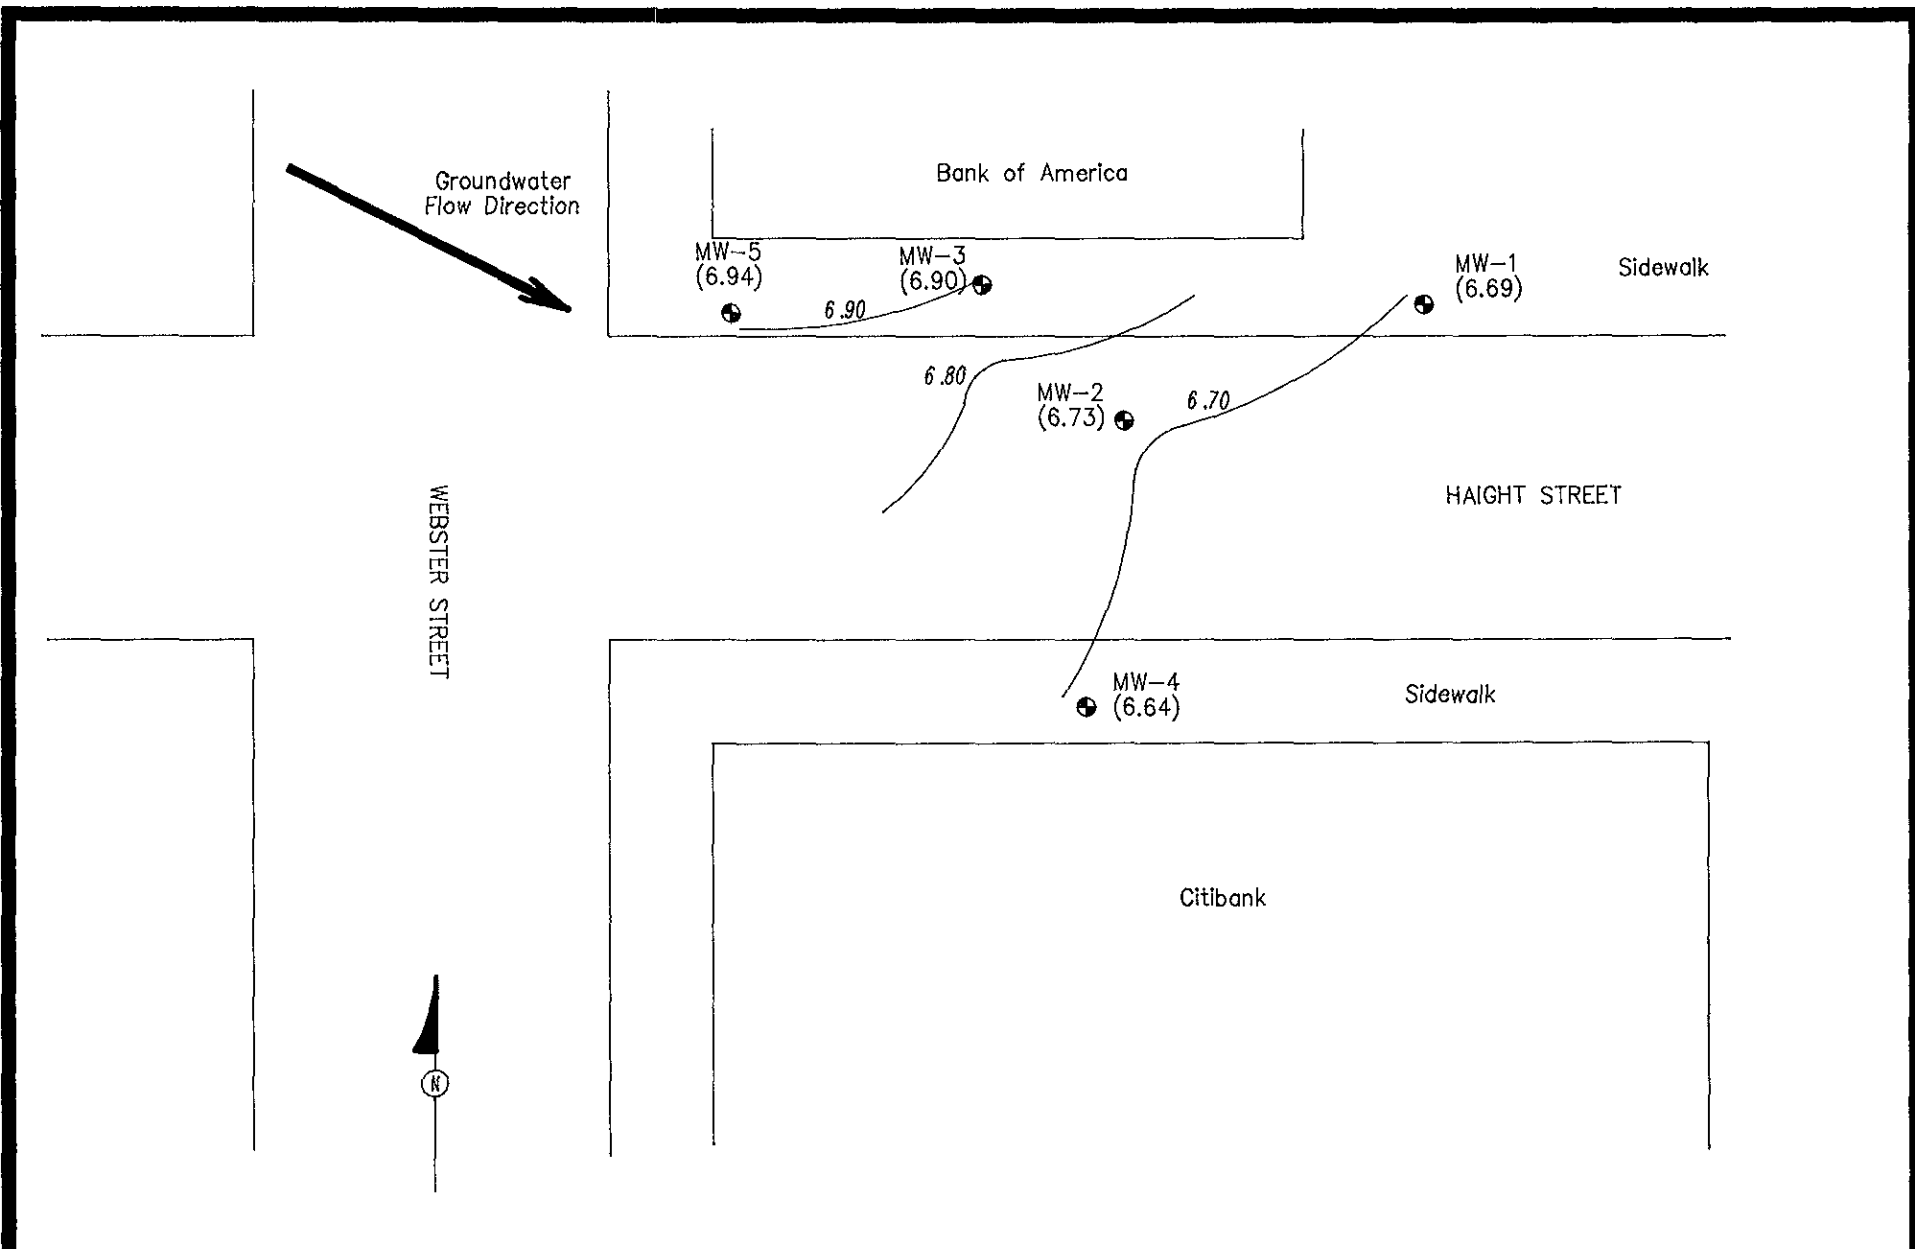 Bank of America
Groundwater
Flow Direction
MW-5
(6.94)
MW-3
(6.90)
MW-1
(6.69)
Sidewalk
6.90
6.80
MW-2
(6.73)
6.70
HAIGHT STREET
WEBSTER STREET
MW-4
(6.64)
Sidewalk
Citibank
N